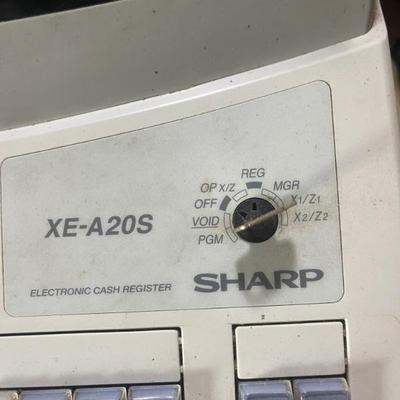 REG
OP X/Z MGR
OFF X1/Z1
VOID X2/Z2
PGM
XE-A20S
ELECTRONIC CASH REGISTER
SHARP